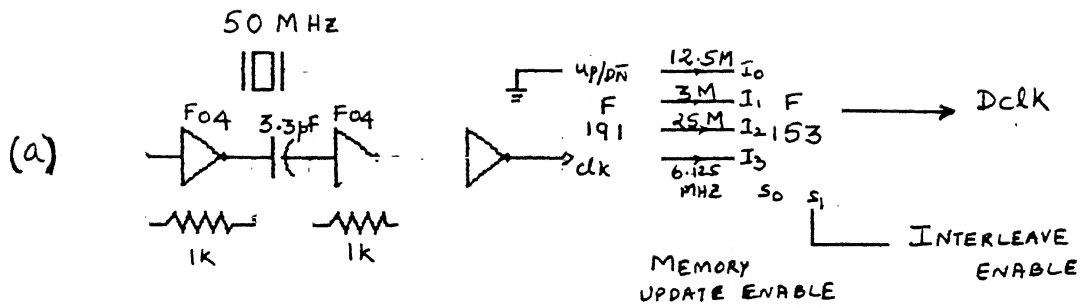 50 MHZ
(a)
F04
3.3pf
F04
1K
1K
UP/D̅N̅
F
191
clk
12.5M
3M
25M
6.125
MHZ
I0
I1
I2
I3
F
153
S0
S1
DclK
MEMORY
UPDATE ENABLE
INTERLEAVE
ENABLE